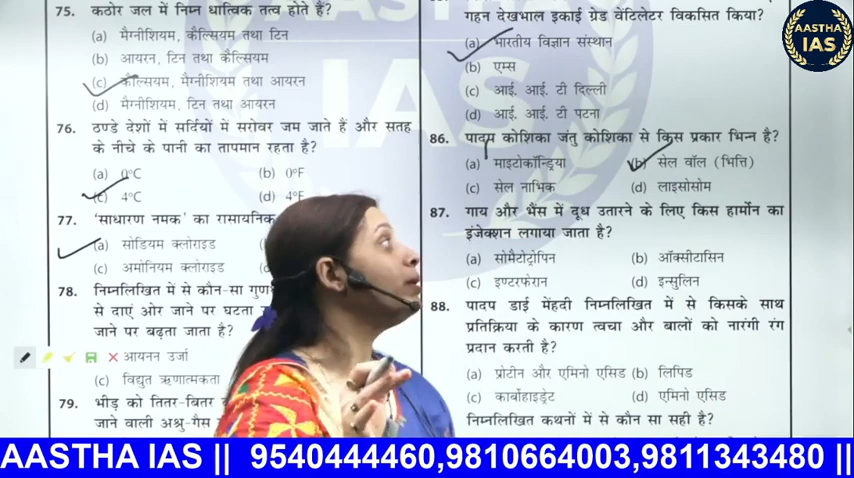 75. कठोर जल में निम्न धात्विक तत्व होते हैं?
(a) मैग्नीशियम, कैल्सियम तथा टिन
(b) आयरन, टिन तथा कैल्सियम
(c) कैल्सियम, मैग्नीशियम तथा आयरन
(d) मैग्नीशियम, टिन तथा आयरन
76. ठण्डे देशों में सर्दियों में सरोवर जम जाते हैं और सतह
के नीचे के पानी का तापमान रहता है?
(a) 0°C (b) 0°F
(c) 4°C (d) 4°F
77. 'साधारण नमक' का रासायनिक
(a) सोडियम क्लोराइड
(c) अमोनियम क्लोराइड
78. निम्नलिखित में से कौन-सा गुण
से दाएं ओर जाने पर घटता
जाने पर बढ़ता जाता है?
आयनन उर्जा
(c) विद्युत ऋणात्मकता
79. भीड़ को तितर-बितर
जाने वाली अश्रु-गैस
गहन देखभाल इकाई ग्रेड वेंटिलेटर विकसित किया?
(a) भारतीय विज्ञान संस्थान
(b) एम्स
(c) आई. आई. टी दिल्ली
(d) आई. आई. टी पटना
86. पादप कोशिका जंतु कोशिका से किस प्रकार भिन्न है?
(a) माइटोकॉन्ड्रिया (b) सेल वॉल (भित्ति)
(c) सेल नाभिक (d) लाइसोसोम
87. गाय और भैंस में दूध उतारने के लिए किस हार्मोन का
इंजेक्शन लगाया जाता है?
(a) सोमैटोट्रोपिन (b) ऑक्सीटासिन
(c) इण्टरफेरान (d) इन्सुलिन
88. पादप डाई मेंहदी निम्नलिखित में से किसके साथ
प्रतिक्रिया के कारण त्वचा और बालों को नारंगी रंग
प्रदान करती है?
(a) प्रोटीन और एमिनो एसिड (b) लिपिड
(c) कार्बोहाइड्रेट (d) एमिनो एसिड
निम्नलिखित कथनों में से कौन सा सही है?
AASTHA
IAS
IAS
AASTHA IAS || 9540444460,9810664003,9811343480 ||